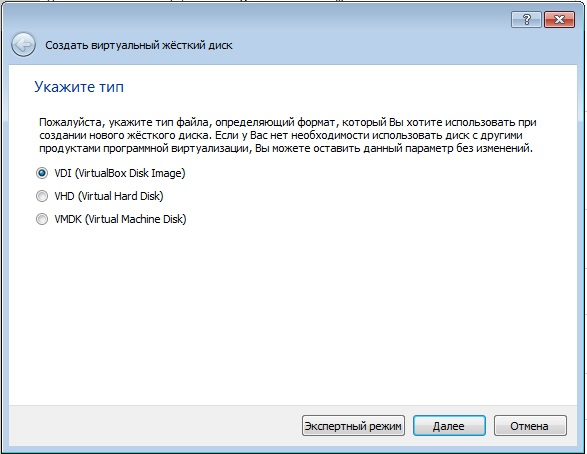 Создать виртуальный жёсткий диск
Укажите тип
Пожалуйста, укажите тип файла, определяющий формат, который Вы хотите использовать при
создании нового жёсткого диска. Если у Вас нет необходимости использовать диск с другими
продуктами программной виртуализации, Вы можете оставить данный параметр без изменений.
VDI (VirtualBox Disk Image)
VHD (Virtual Hard Disk)
VMDK (Virtual Machine Disk)
Экспертный режим Далее Отмена